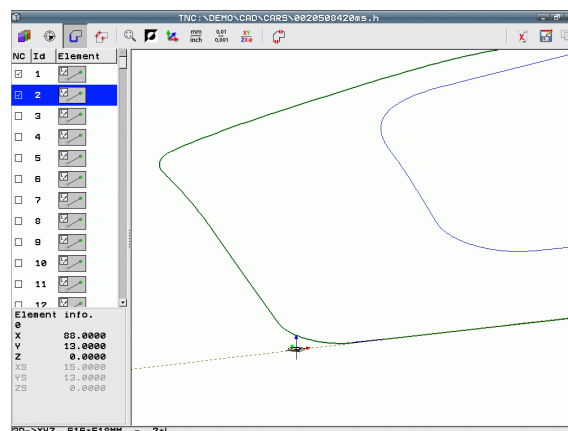 TNC:\DEMO\CAD\CARS\0020508420ms.h
mm inch 0,01 0,001 XY ZXø
NC Id Element
1
2
3
4
5
6
7
8
9
10
11
12
Element info.
0
X 88.0000
Y 13.0000
Z 0.0000
XS 15.0000
YS 13.0000
ZS 0.0000